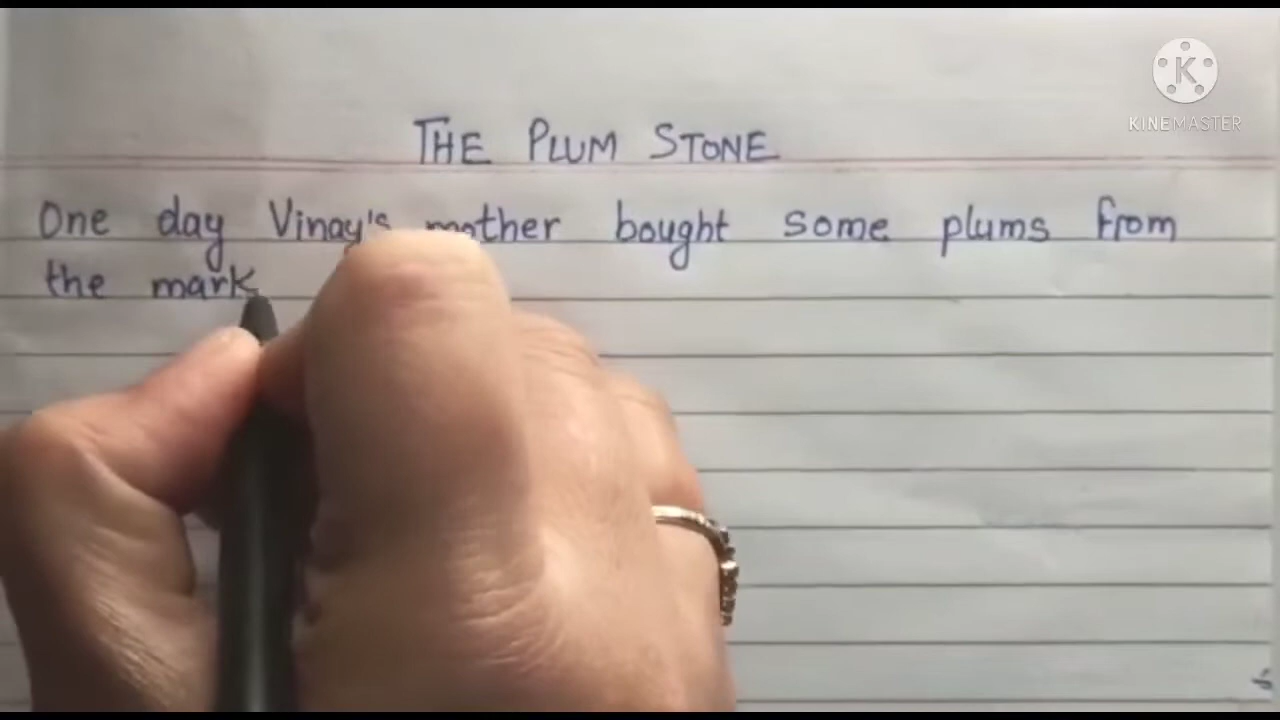 K
KINEMASTER
THE PLUM STONE
One day Vinay's mother bought some plums from
the mark